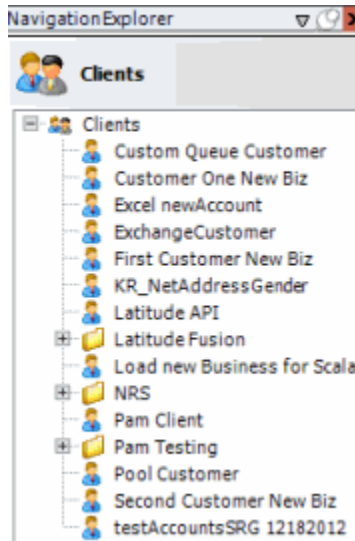 NavigationExplorer
Clients
Clients
Custom Queue Customer
Customer One New Biz
Excel newAccount
ExchangeCustomer
First Customer New Biz
KR_NetAddressGender
Latitude API
Latitude Fusion
Load new Business for Scala
NRS
Pam Client
Pam Testing
Pool Customer
Second Customer New Biz
testAccountsSRG 12182012